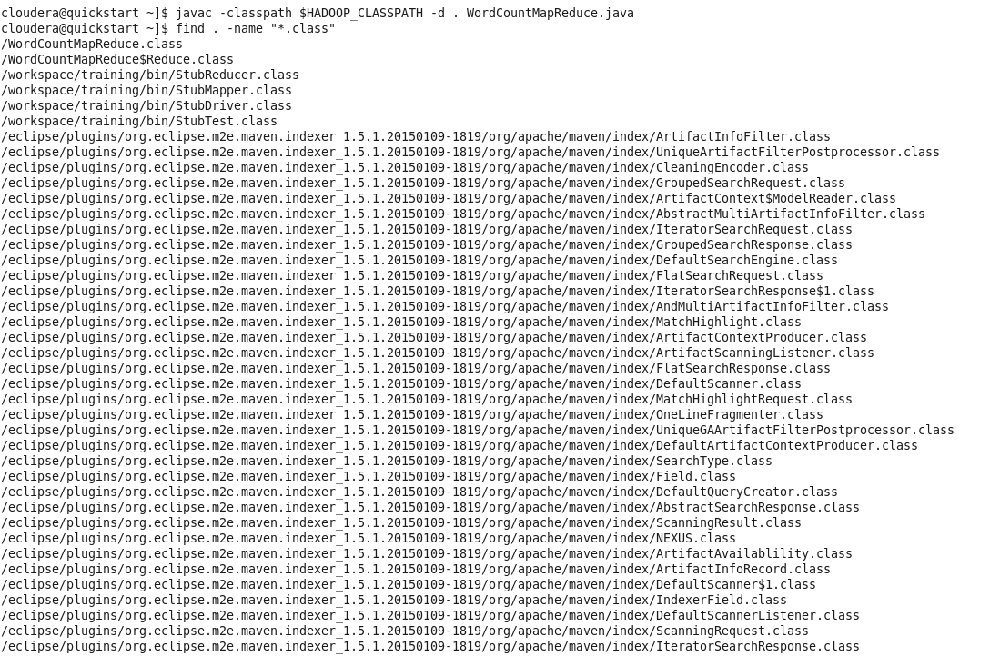 cloudera@quickstart ~]$ javac -classpath $HADOOP_CLASSPATH -d . WordCountMapReduce.java
cloudera@quickstart ~]$ find . -name "*.class"
/WordCountMapReduce.class
/WordCountMapReduce$Reduce.class
/workspace/training/bin/StubReducer.class
/workspace/training/bin/StubMapper.class
/workspace/training/bin/StubDriver.class
/workspace/training/bin/StubTest.class
/eclipse/plugins/org.eclipse.m2e.maven.indexer_1.5.1.20150109-1819/org/apache/maven/index/ArtifactInfoFilter.class
/eclipse/plugins/org.eclipse.m2e.maven.indexer_1.5.1.20150109-1819/org/apache/maven/index/UniqueArtifactFilterPostprocessor.class
/eclipse/plugins/org.eclipse.m2e.maven.indexer_1.5.1.20150109-1819/org/apache/maven/index/CleaningEncoder.class
/eclipse/plugins/org.eclipse.m2e.maven.indexer_1.5.1.20150109-1819/org/apache/maven/index/GroupedSearchRequest.class
/eclipse/plugins/org.eclipse.m2e.maven.indexer_1.5.1.20150109-1819/org/apache/maven/index/ArtifactContext$ModelReader.class
/eclipse/plugins/org.eclipse.m2e.maven.indexer_1.5.1.20150109-1819/org/apache/maven/index/AbstractMultiArtifactInfoFilter.class
/eclipse/plugins/org.eclipse.m2e.maven.indexer_1.5.1.20150109-1819/org/apache/maven/index/IteratorSearchRequest.class
/eclipse/plugins/org.eclipse.m2e.maven.indexer_1.5.1.20150109-1819/org/apache/maven/index/GroupedSearchResponse.class
/eclipse/plugins/org.eclipse.m2e.maven.indexer_1.5.1.20150109-1819/org/apache/maven/index/DefaultSearchEngine.class
/eclipse/plugins/org.eclipse.m2e.maven.indexer_1.5.1.20150109-1819/org/apache/maven/index/FlatSearchRequest.class
/eclipse/plugins/org.eclipse.m2e.maven.indexer_1.5.1.20150109-1819/org/apache/maven/index/IteratorSearchResponse$1.class
/eclipse/plugins/org.eclipse.m2e.maven.indexer_1.5.1.20150109-1819/org/apache/maven/index/AndMultiArtifactInfoFilter.class
/eclipse/plugins/org.eclipse.m2e.maven.indexer_1.5.1.20150109-1819/org/apache/maven/index/MatchHighlight.class
/eclipse/plugins/org.eclipse.m2e.maven.indexer_1.5.1.20150109-1819/org/apache/maven/index/ArtifactContextProducer.class
/eclipse/plugins/org.eclipse.m2e.maven.indexer_1.5.1.20150109-1819/org/apache/maven/index/ArtifactScanningListener.class
/eclipse/plugins/org.eclipse.m2e.maven.indexer_1.5.1.20150109-1819/org/apache/maven/index/FlatSearchResponse.class
/eclipse/plugins/org.eclipse.m2e.maven.indexer_1.5.1.20150109-1819/org/apache/maven/index/DefaultScanner.class
/eclipse/plugins/org.eclipse.m2e.maven.indexer_1.5.1.20150109-1819/org/apache/maven/index/MatchHighlightRequest.class
/eclipse/plugins/org.eclipse.m2e.maven.indexer_1.5.1.20150109-1819/org/apache/maven/index/OneLineFragmenter.class
/eclipse/plugins/org.eclipse.m2e.maven.indexer_1.5.1.20150109-1819/org/apache/maven/index/UniqueGAArtifactFilterPostprocessor.class
/eclipse/plugins/org.eclipse.m2e.maven.indexer_1.5.1.20150109-1819/org/apache/maven/index/DefaultArtifactContextProducer.class
/eclipse/plugins/org.eclipse.m2e.maven.indexer_1.5.1.20150109-1819/org/apache/maven/index/SearchType.class
/eclipse/plugins/org.eclipse.m2e.maven.indexer_1.5.1.20150109-1819/org/apache/maven/index/Field.class
/eclipse/plugins/org.eclipse.m2e.maven.indexer_1.5.1.20150109-1819/org/apache/maven/index/DefaultQueryCreator.class
/eclipse/plugins/org.eclipse.m2e.maven.indexer_1.5.1.20150109-1819/org/apache/maven/index/AbstractSearchResponse.class
/eclipse/plugins/org.eclipse.m2e.maven.indexer_1.5.1.20150109-1819/org/apache/maven/index/ScanningResult.class
/eclipse/plugins/org.eclipse.m2e.maven.indexer_1.5.1.20150109-1819/org/apache/maven/index/NEXUS.class
/eclipse/plugins/org.eclipse.m2e.maven.indexer_1.5.1.20150109-1819/org/apache/maven/index/ArtifactAvailablility.class
/eclipse/plugins/org.eclipse.m2e.maven.indexer_1.5.1.20150109-1819/org/apache/maven/index/ArtifactInfoRecord.class
/eclipse/plugins/org.eclipse.m2e.maven.indexer_1.5.1.20150109-1819/org/apache/maven/index/DefaultScanner$1.class
/eclipse/plugins/org.eclipse.m2e.maven.indexer_1.5.1.20150109-1819/org/apache/maven/index/IndexerField.class
/eclipse/plugins/org.eclipse.m2e.maven.indexer_1.5.1.20150109-1819/org/apache/maven/index/DefaultScannerListener.class
/eclipse/plugins/org.eclipse.m2e.maven.indexer_1.5.1.20150109-1819/org/apache/maven/index/ScanningRequest.class
/eclipse/plugins/org.eclipse.m2e.maven.indexer_1.5.1.20150109-1819/org/apache/maven/index/IteratorSearchResponse.class